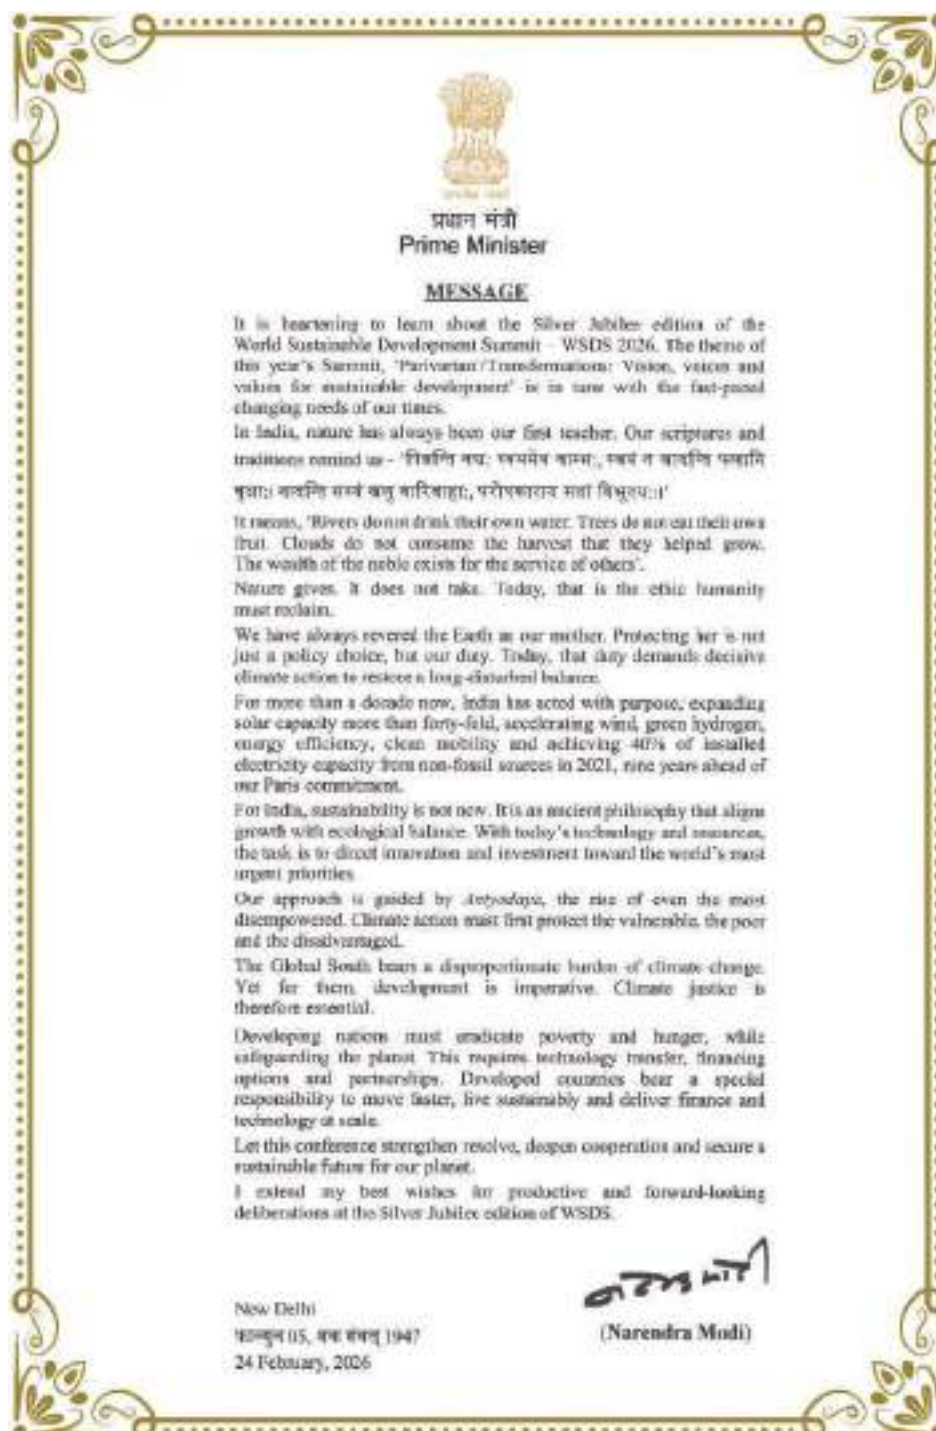 प्रधान मंत्री
Prime Minister
MESSAGE
It is heartening to learn about the Silver Jubilee edition of the
World Sustainable Development Summit – WSDS 2026. The theme of
this year's Summit, 'Parivartan/Transformations: Vision, voices and
values for sustainable development' is in tune with the fast-paced
changing needs of our times.
In India, nature has always been our first teacher. Our scriptures and
traditions remind us - 'पिबन्ति नद्यः स्वयमेव नाम्भः, स्वयं न खादन्ति फलानि
वृक्षाः। नादन्ति सस्यं खलु वारिवाहाः, परोपकाराय सतां विभूतयः।।'
It means, 'Rivers do not drink their own water. Trees do not eat their own
fruit. Clouds do not consume the harvest that they helped grow.
The wealth of the noble exists for the service of others'.
Nature gives. It does not take. Today, that is the ethic humanity
must reclaim.
We have always revered the Earth as our mother. Protecting her is not
just a policy choice, but our duty. Today, that duty demands decisive
climate action to restore a long-disturbed balance.
For more than a decade now, India has acted with purpose, expanding
solar capacity more than forty-fold, accelerating wind, green hydrogen,
energy efficiency, clean mobility and achieving 40% of installed
electricity capacity from non-fossil sources in 2021, nine years ahead of
our Paris commitment.
For India, sustainability is not new. It is an ancient philosophy that aligns
growth with ecological balance. With today's technology and resources,
the task is to direct innovation and investment toward the world's most
urgent priorities.
Our approach is guided by Antyodaya, the rise of even the most
disempowered. Climate action must first protect the vulnerable, the poor
and the disadvantaged.
The Global South bears a disproportionate burden of climate change.
Yet for them, development is imperative. Climate justice is
therefore essential.
Developing nations must eradicate poverty and hunger, while
safeguarding the planet. This requires technology transfer, financing
options and partnerships. Developed countries bear a special
responsibility to move faster, live sustainably and deliver finance and
technology at scale.
Let this conference strengthen resolve, deepen cooperation and secure a
sustainable future for our planet.
I extend my best wishes for productive and forward-looking
deliberations at the Silver Jubilee edition of WSDS.
(Narendra Modi)
New Delhi
फाल्गुन 05, शक संवत् 1947
24 February, 2026